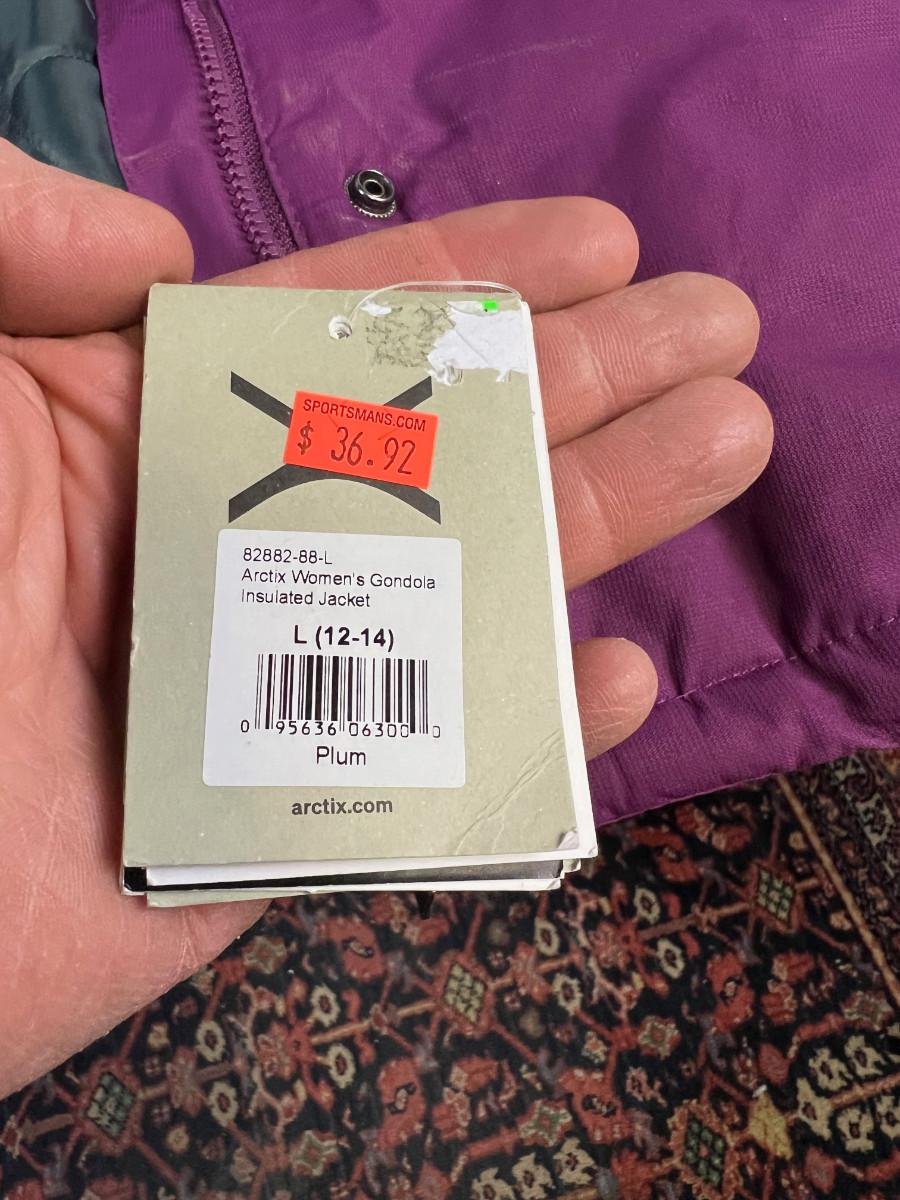 SPORTSMANS.COM
$ 36.92
82882-88-L
Arctix Women's Gondola
Insulated Jacket
L (12-14)
0 95636 06300 0
Plum
arctix.com